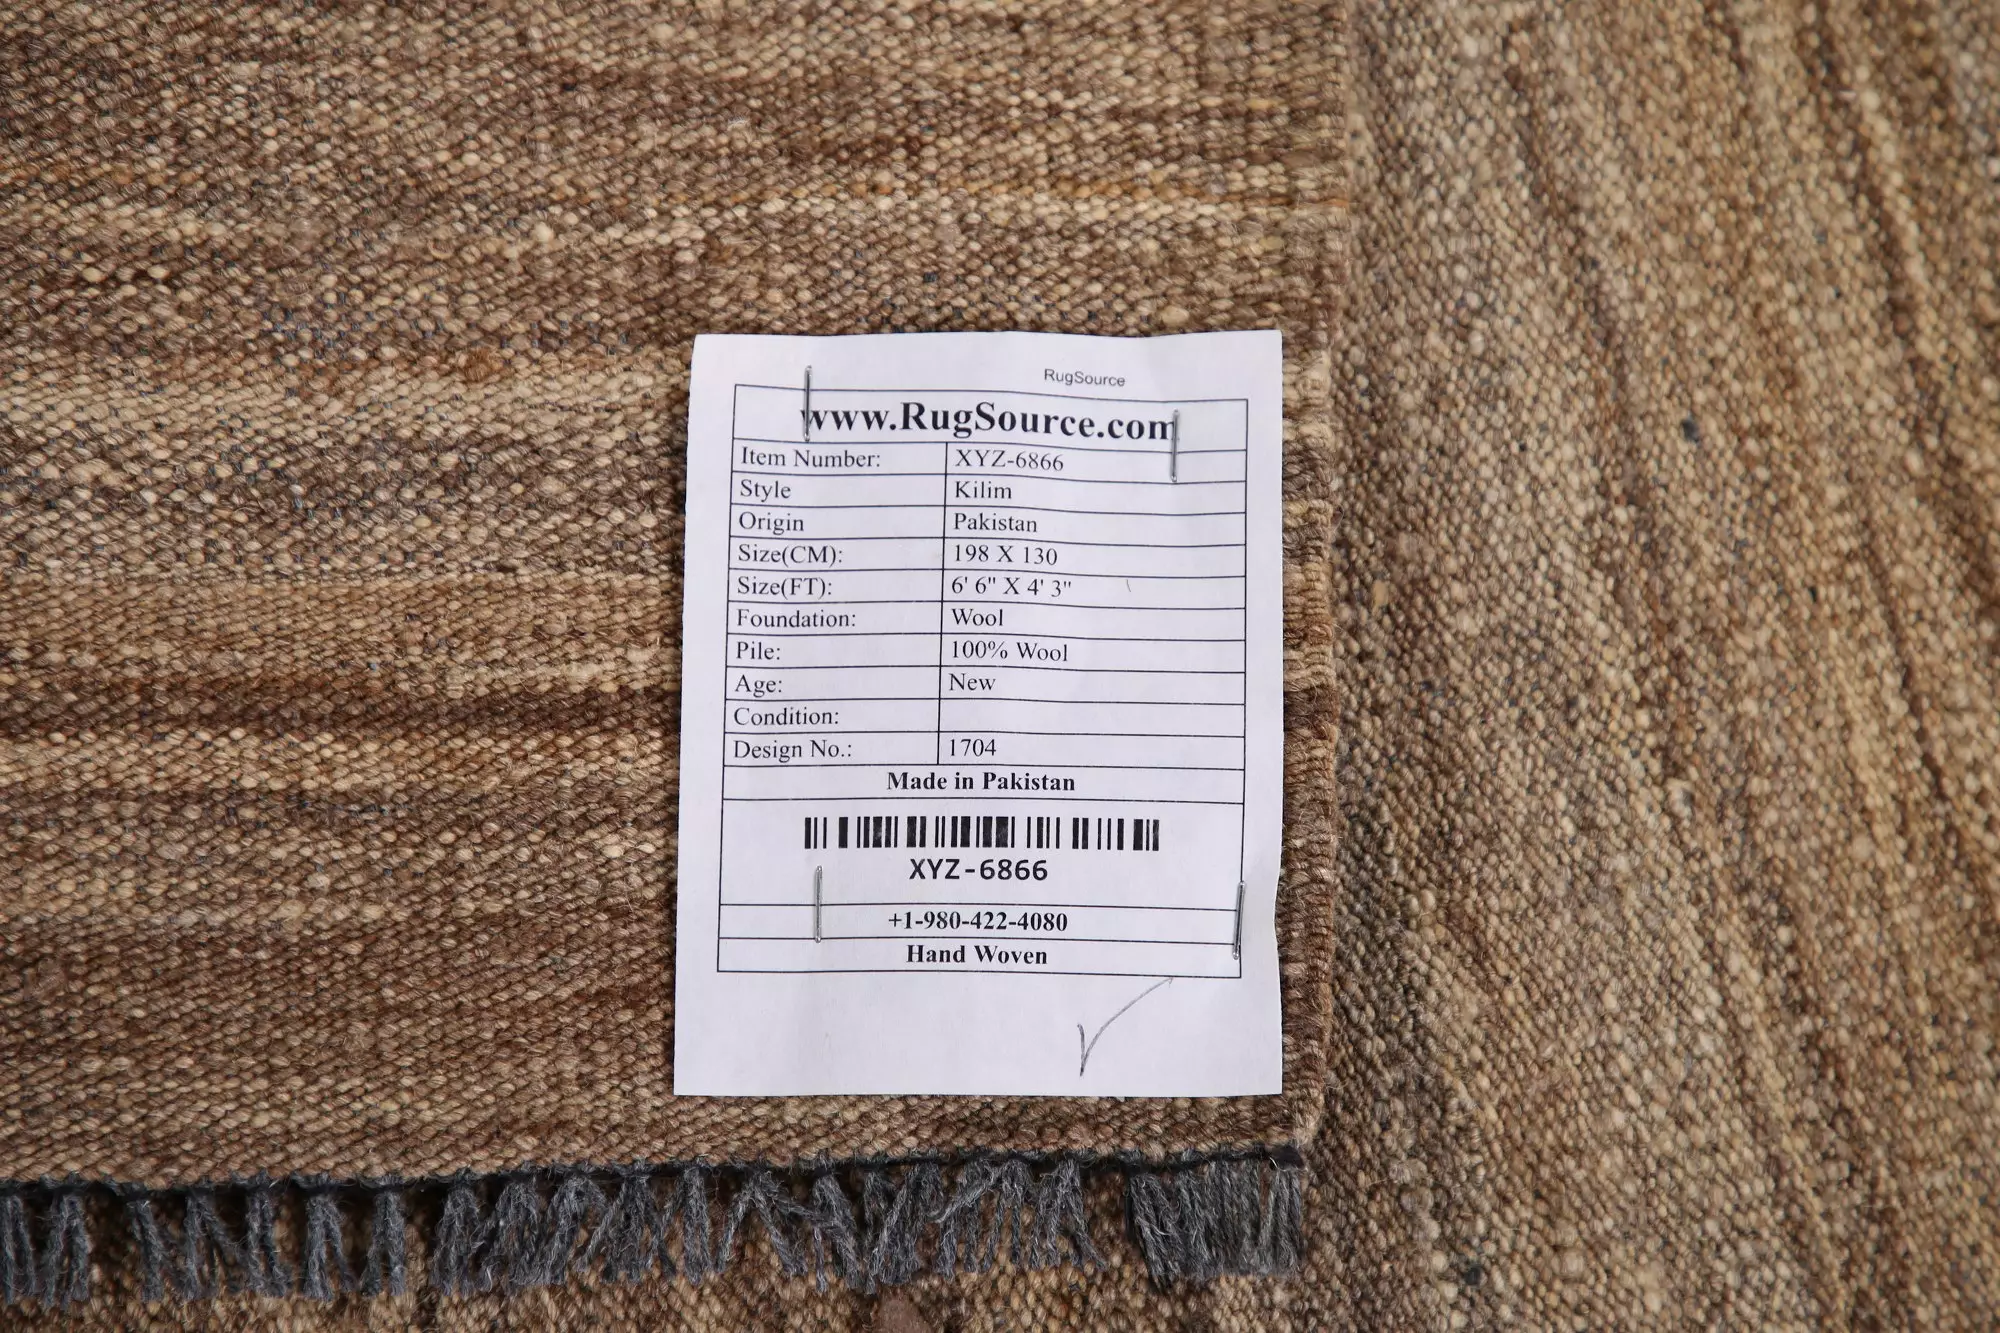 RugSource
www.RugSource.com
Item Number: XYZ-6866
Style Kilim
Origin Pakistan
Size(CM): 198 X 130
Size(FT): 6' 6" X 4' 3"
Foundation: Wool
Pile: 100% Wool
Age: New
Condition:
Design No.: 1704
Made in Pakistan
XYZ-6866
+1-980-422-4080
Hand Woven